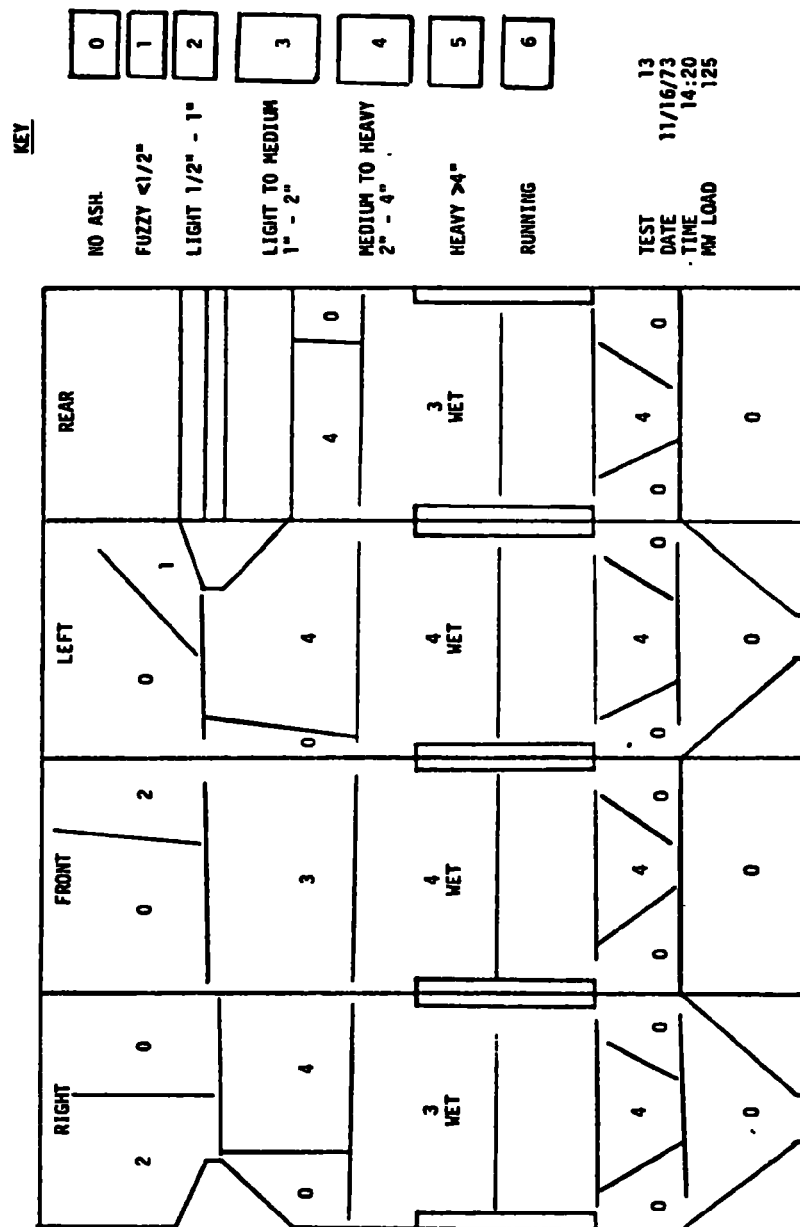 KEY
NO ASH 0
FUZZY <1/2" 1
LIGHT 1/2" - 1" 2
LIGHT TO MEDIUM
1" - 2" 3
MEDIUM TO HEAVY
2" - 4" 4
HEAVY >4" 5
RUNNING 6
TEST 13
DATE 11/16/73
TIME 14:20
MW LOAD 125
RIGHT FRONT LEFT REAR
2 0 0 2 0 1
0 4 3 0 4 4 0
3 4 4 3
WET WET WET WET
0 4 0 0 4 0 0 4 0 0 4 0
0 0 0 0